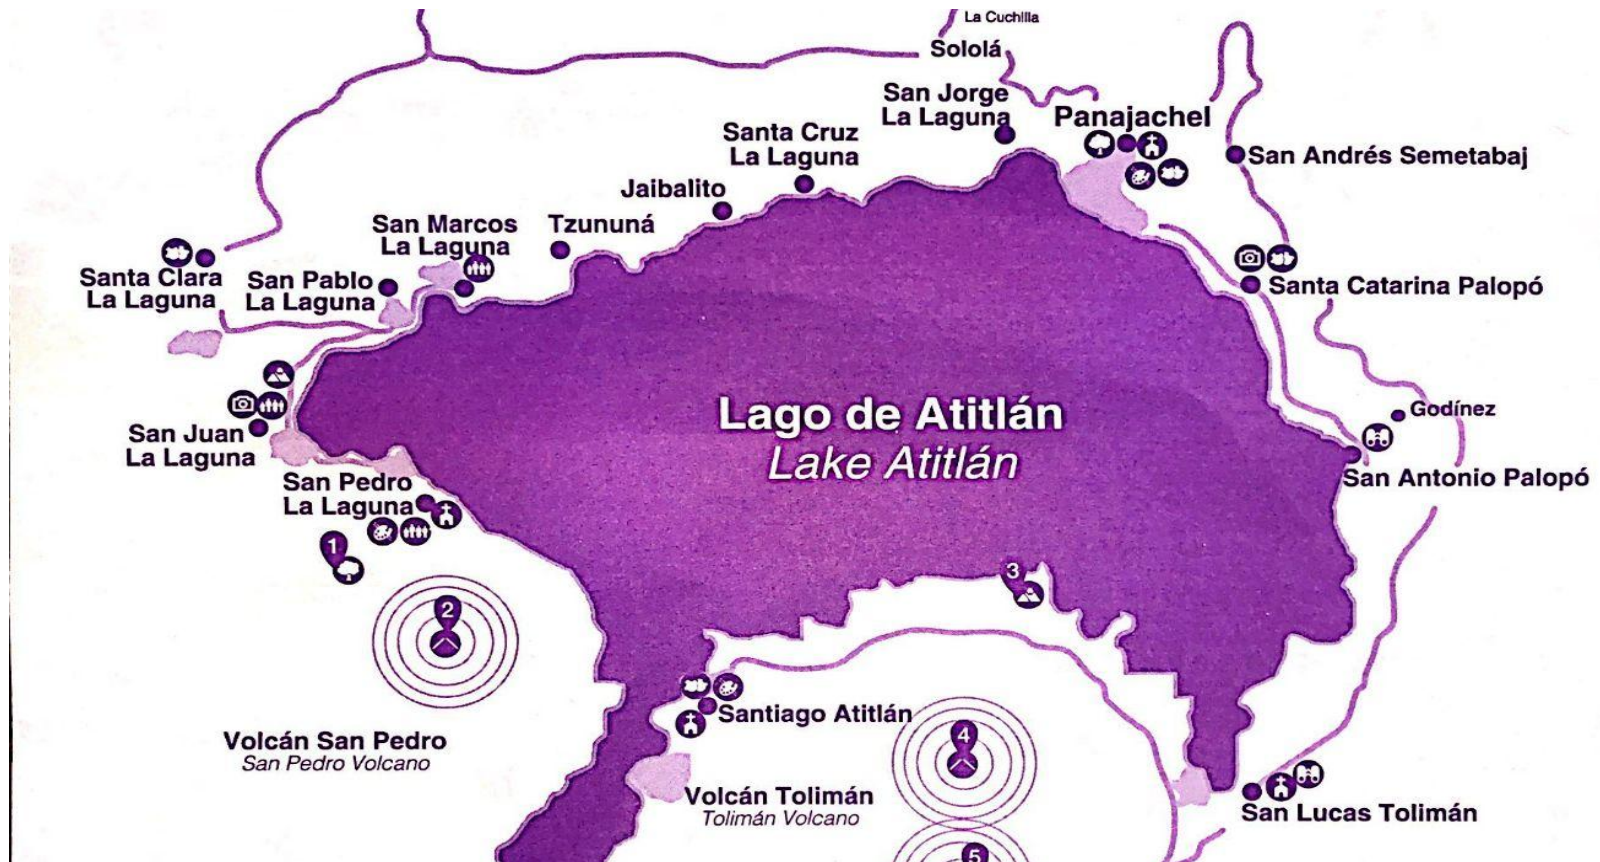 La Cuchilla
Sololá
San Jorge
La Laguna
Panajachel
Santa Cruz
La Laguna
San Andrés Semetabaj
Jaibalito
San Marcos
La Laguna
Tzununá
Santa Clara
La Laguna
San Pablo
La Laguna
Santa Catarina Palopó
Lago de Atitlán
Lake Atitlán
Godínez
San Juan
La Laguna
San Antonio Palopó
San Pedro
La Laguna
1
2
3
Santiago Atitlán
4
Volcán San Pedro
San Pedro Volcano
Volcán Tolimán
Tolimán Volcano
San Lucas Tolimán
5